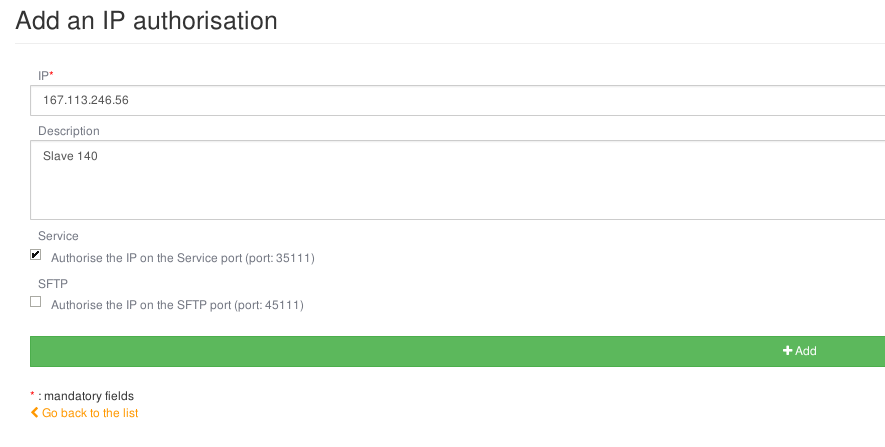 Add an IP authorisation
IP*
167.113.246.56
Description
Slave 140
Service
Authorise the IP on the Service port (port: 35111)
SFTP
Authorise the IP on the SFTP port (port: 45111)
Add
* : mandatory fields
Go back to the list